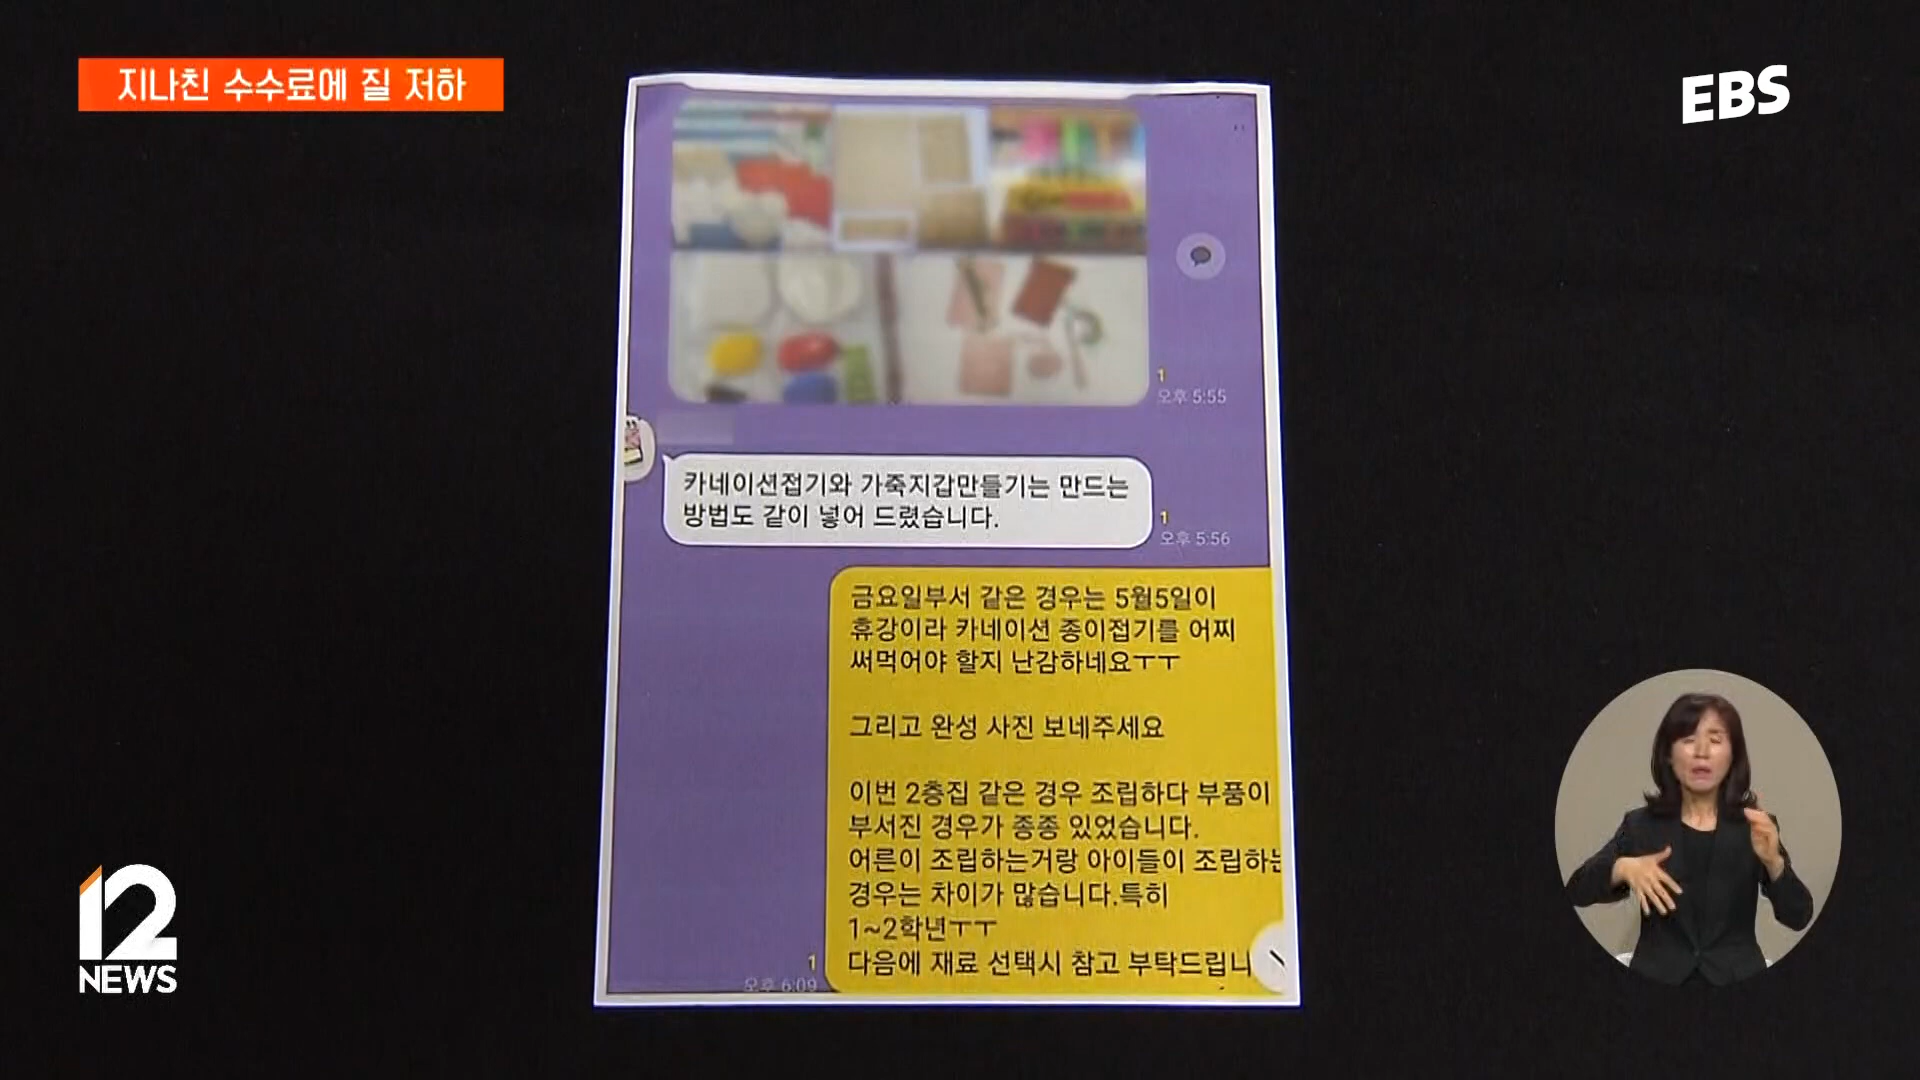 지나친 수수료에 질 저하
EBS
1
오후 5:55
카네이션접기와 가죽지갑만들기는 만드는
방법도 같이 넣어 드렸습니다.
1
오후 5:56
금요일부서 같은 경우는 5월5일이
휴강이라 카네이션 종이접기를 어찌
써먹어야 할지 난감하네요ㅜㅜ
그리고 완성 사진 보네주세요
이번 2층집 같은 경우 조립하다 부품이
부서진 경우가 종종 있었습니다.
어른이 조립하는거랑 아이들이 조립하는
경우는 차이가 많습니다.특히
1~2학년ㅜㅜ
다음에 재료 선택시 참고 부탁드립니
1
오후 6:09
12
NEWS